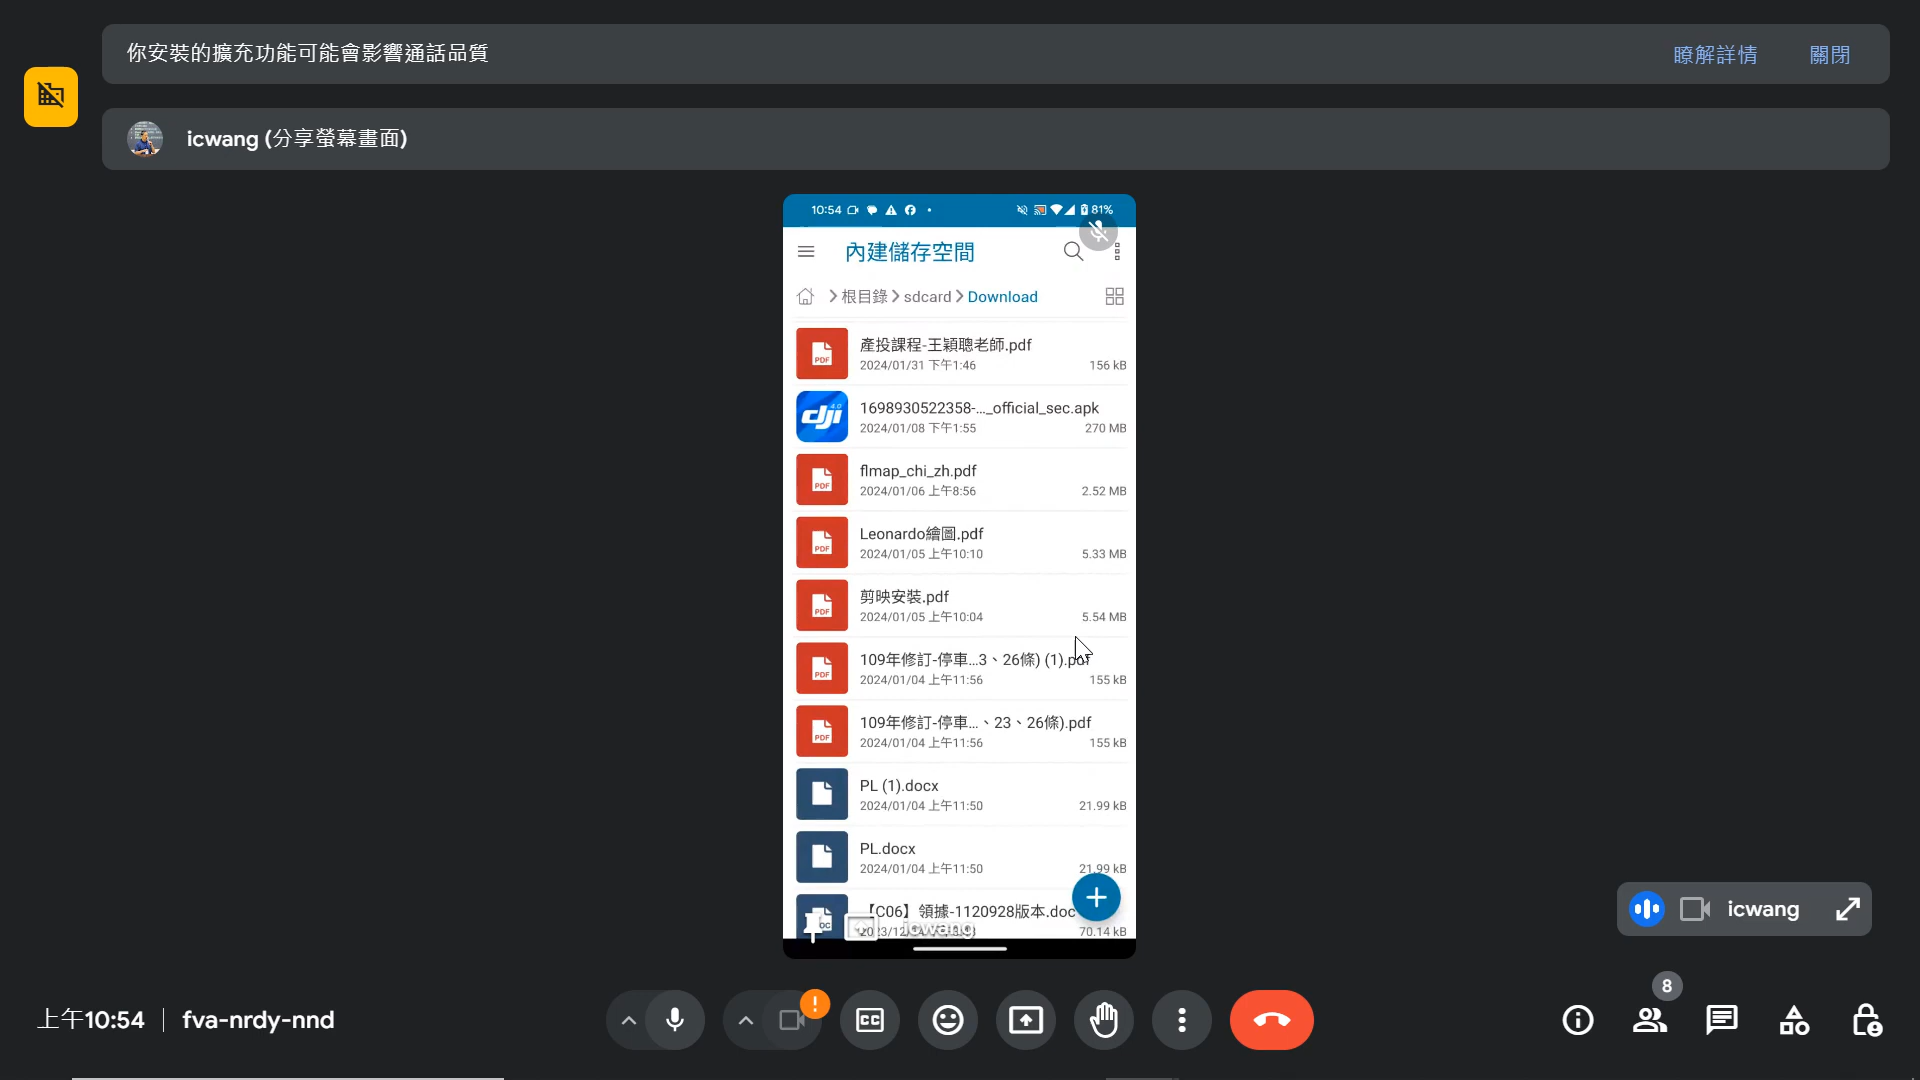 你安裝的擴充功能可能會影響通話品質
瞭解詳情
關閉
icwang (分享螢幕畫面)
10:54
81%
內建儲存空間
根目錄 sdcard Download
產投課程-王穎聰老師.pdf
2024/01/31 下午1:46
156 kB
dji 4.0
1698930522358-..._official_sec.apk
2024/01/08 下午1:55
270 MB
PDF
flmap_chi_zh.pdf
2024/01/06 上午8:56
2.52 MB
PDF
Leonardo繪圖.pdf
2024/01/05 上午10:10
5.33 MB
PDF
剪映安裝.pdf
2024/01/05 上午10:04
5.54 MB
PDF
109年修訂-停車...3、26條) (1).pdf
2024/01/04 上午11:56
155 kB
PDF
109年修訂-停車...、23、26條).pdf
2024/01/04 上午11:56
155 kB
PDF
PL (1).docx
2024/01/04 上午11:50
21.99 kB
PL.docx
2024/01/04 上午11:50
21.99 kB
【C06】領據-1120928版本.doc
70.14 kB
icwang
icwang
8
上午10:54
fva-nrdy-nnd
CC